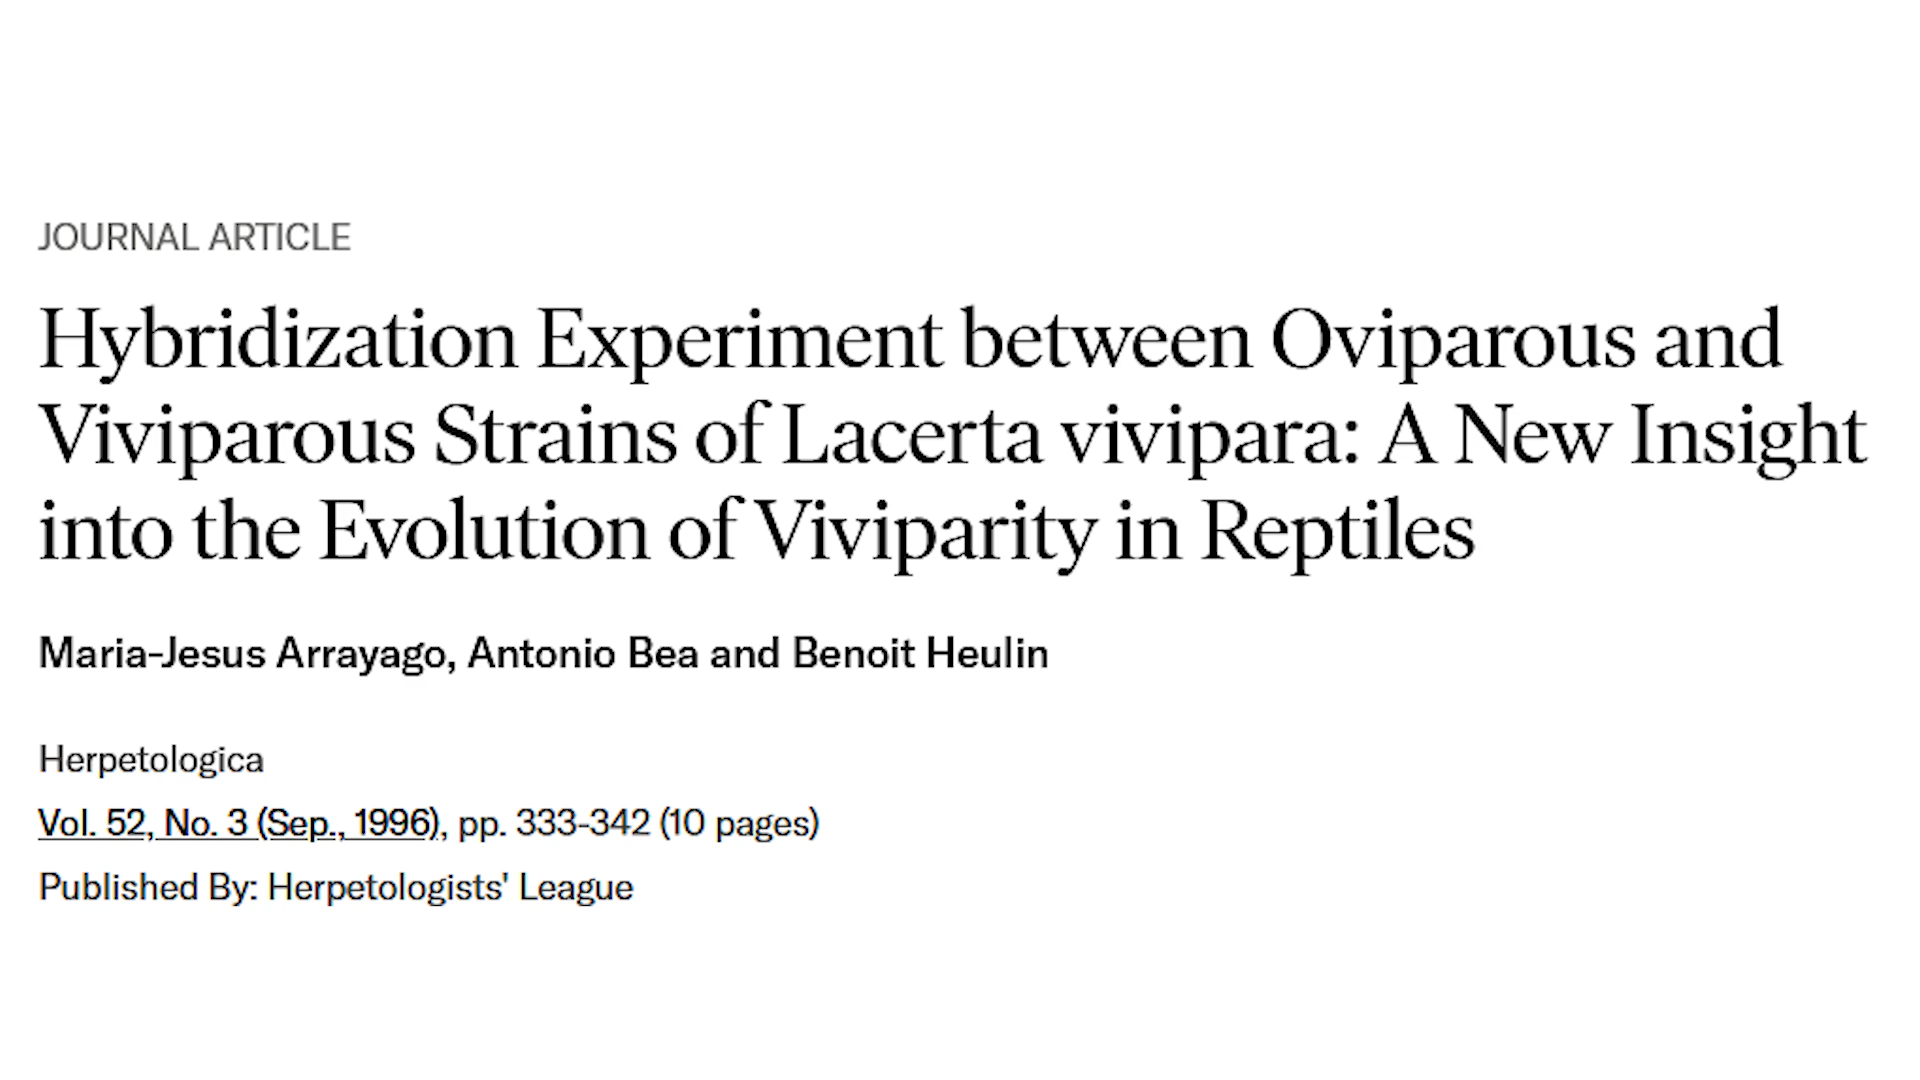 JOURNAL ARTICLE
Hybridization Experiment between Oviparous and
Viviparous Strains of Lacerta vivipara: A New Insight
into the Evolution of Viviparity in Reptiles
Maria-Jesus Arrayago, Antonio Bea and Benoit Heulin
Herpetologica
Vol. 52, No. 3 (Sep., 1996), pp. 333-342 (10 pages)
Published By: Herpetologists' League